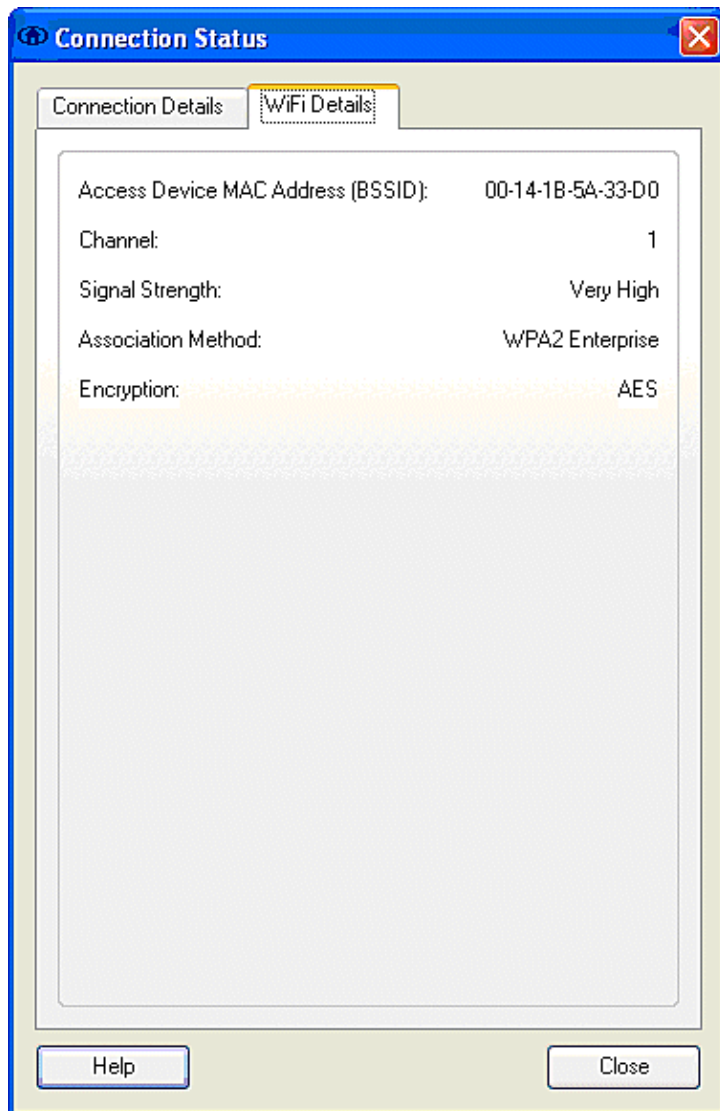 Connection Status
Connection Details WiFi Details
Access Device MAC Address (BSSID): 00-14-1B-5A-33-D0
Channel: 1
Signal Strength: Very High
Association Method: WPA2 Enterprise
Encryption: AES
Help Close